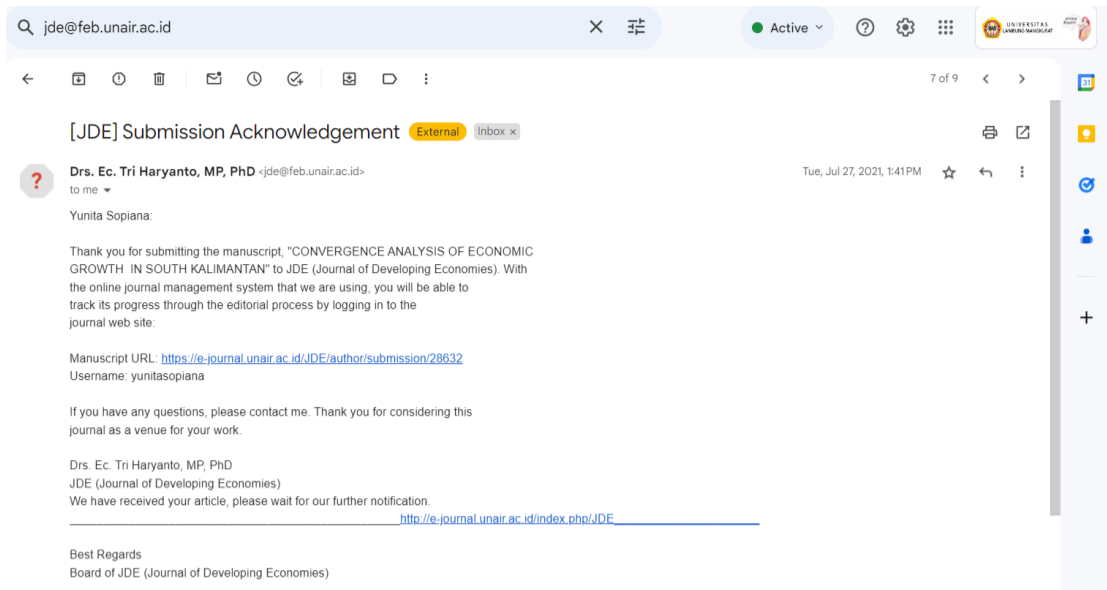 jde@feb.unair.ac.id
Active
UNIVERSITAS
LAMBUNG MANGKURAT
7 of 9
31
[JDE] Submission Acknowledgement External Inbox ×
Drs. Ec. Tri Haryanto, MP, PhD <jde@feb.unair.ac.id>
Tue, Jul 27, 2021, 1:41 PM
to me
Yunita Sopiana:
Thank you for submitting the manuscript, "CONVERGENCE ANALYSIS OF ECONOMIC
GROWTH  IN SOUTH KALIMANTAN" to JDE (Journal of Developing Economies). With
the online journal management system that we are using, you will be able to
track its progress through the editorial process by logging in to the
journal web site:
Manuscript URL: https://e-journal.unair.ac.id/JDE/author/submission/28632
Username: yunitasopiana
If you have any questions, please contact me. Thank you for considering this
journal as a venue for your work.
Drs. Ec. Tri Haryanto, MP, PhD
JDE (Journal of Developing Economies)
We have received your article, please wait for our further notification.
http://e-journal.unair.ac.id/index.php/JDE
Best Regards
Board of JDE (Journal of Developing Economies)